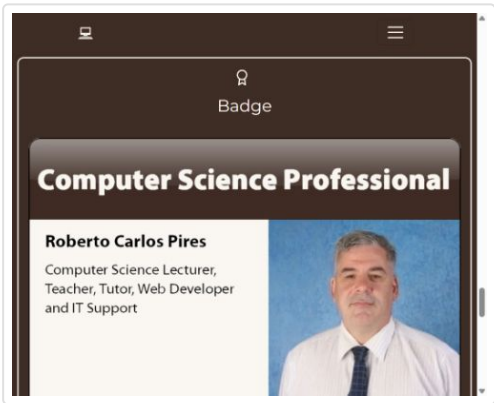 Badge
Computer Science Professional
Roberto Carlos Pires
Computer Science Lecturer,
Teacher, Tutor, Web Developer
and IT Support